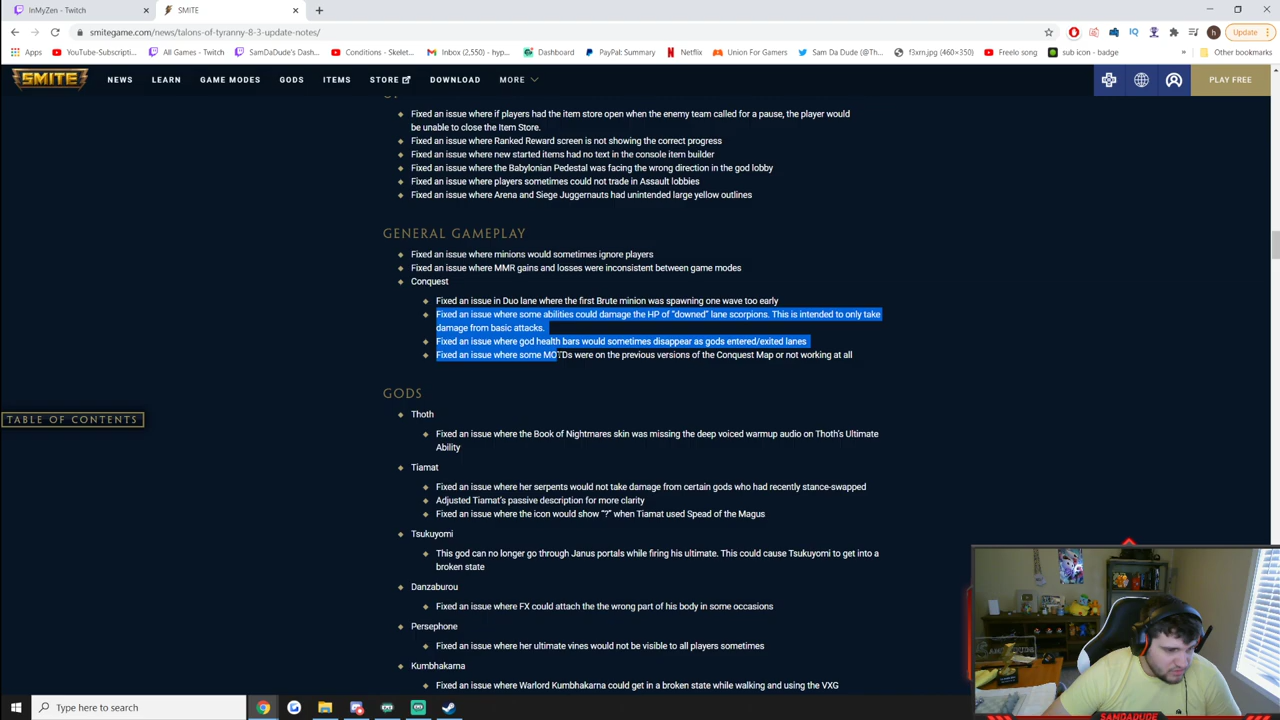 InMyZen - Twitch
SMITE
smitegame.com/news/talons-of-tyranny-8-3-update-notes/
Update
Apps
YouTube-Subscripti...
All Games - Twitch
SamDaDude's Dash...
Conditions - Skelet...
Inbox (2,550) - hyp...
Dashboard
PayPal: Summary
Netflix
Union For Gamers
Sam Da Dude (@Th...
f3xrn.jpg (460×350)
Freelo song
sub icon - badge
Other bookmarks
SMITE
NEWS
LEARN
GAME MODES
GODS
ITEMS
STORE
DOWNLOAD
MORE
PLAY FREE
Fixed an issue where if players had the item store open when the enemy team called for a pause, the player would
be unable to close the Item Store.
Fixed an issue where Ranked Reward screen is not showing the correct progress
Fixed an issue where new started items had no text in the console item builder
Fixed an issue where the Babylonian Pedestal was facing the wrong direction in the god lobby
Fixed an issue where players sometimes could not trade in Assault lobbies
Fixed an issue where Arena and Siege Juggernauts had unintended large yellow outlines
GENERAL GAMEPLAY
Fixed an issue where minions would sometimes ignore players
Fixed an issue where MMR gains and losses were inconsistent between game modes
Conquest
Fixed an issue in Duo lane where the first Brute minion was spawning one wave too early
Fixed an issue where some abilities could damage the HP of "downed" lane scorpions. This is intended to only take
damage from basic attacks.
Fixed an issue where god health bars would sometimes disappear as gods entered/exited lanes
Fixed an issue where some MOTDs were on the previous versions of the Conquest Map or not working at all
TABLE OF CONTENTS
GODS
Thoth
Fixed an issue where the Book of Nightmares skin was missing the deep voiced warmup audio on Thoth's Ultimate
Ability
Tiamat
Fixed an issue where her serpents would not take damage from certain gods who had recently stance-swapped
Adjusted Tiamat's passive description for more clarity
Fixed an issue where the icon would show "?" when Tiamat used Spead of the Magus
Tsukuyomi
This god can no longer go through Janus portals while firing his ultimate. This could cause Tsukuyomi to get into a
broken state
Danzaburou
Fixed an issue where FX could attach the the wrong part of his body in some occasions
Persephone
Fixed an issue where her ultimate vines would not be visible to all players sometimes
Kumbhakarna
Fixed an issue where Warlord Kumbhakarna could get in a broken state while walking and using the VXG
Type here to search
SAMDADUDE